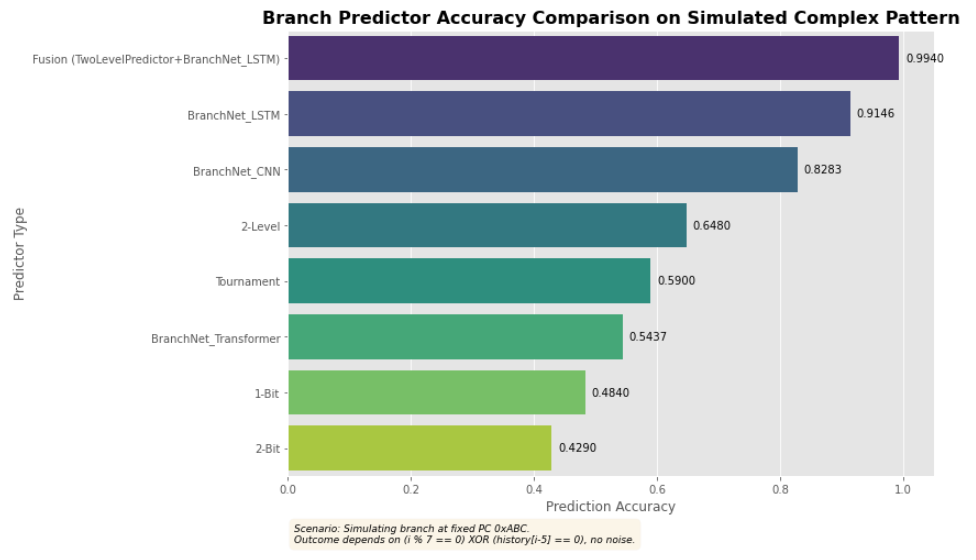 Branch Predictor Accuracy Comparison on Simulated Complex Pattern
Predictor Type
Fusion (TwoLevelPredictor+BranchNet_LSTM)
0.9940
BranchNet_LSTM
0.9146
BranchNet_CNN
0.8283
2-Level
0.6480
Tournament
0.5900
BranchNet_Transformer
0.5437
1-Bit
0.4840
2-Bit
0.4290
0.0
0.2
0.4
0.6
0.8
1.0
Prediction Accuracy
Scenario: Simulating branch at fixed PC 0xABC.
Outcome depends on (i % 7 == 0) XOR (history[i-5] == 0), no noise.